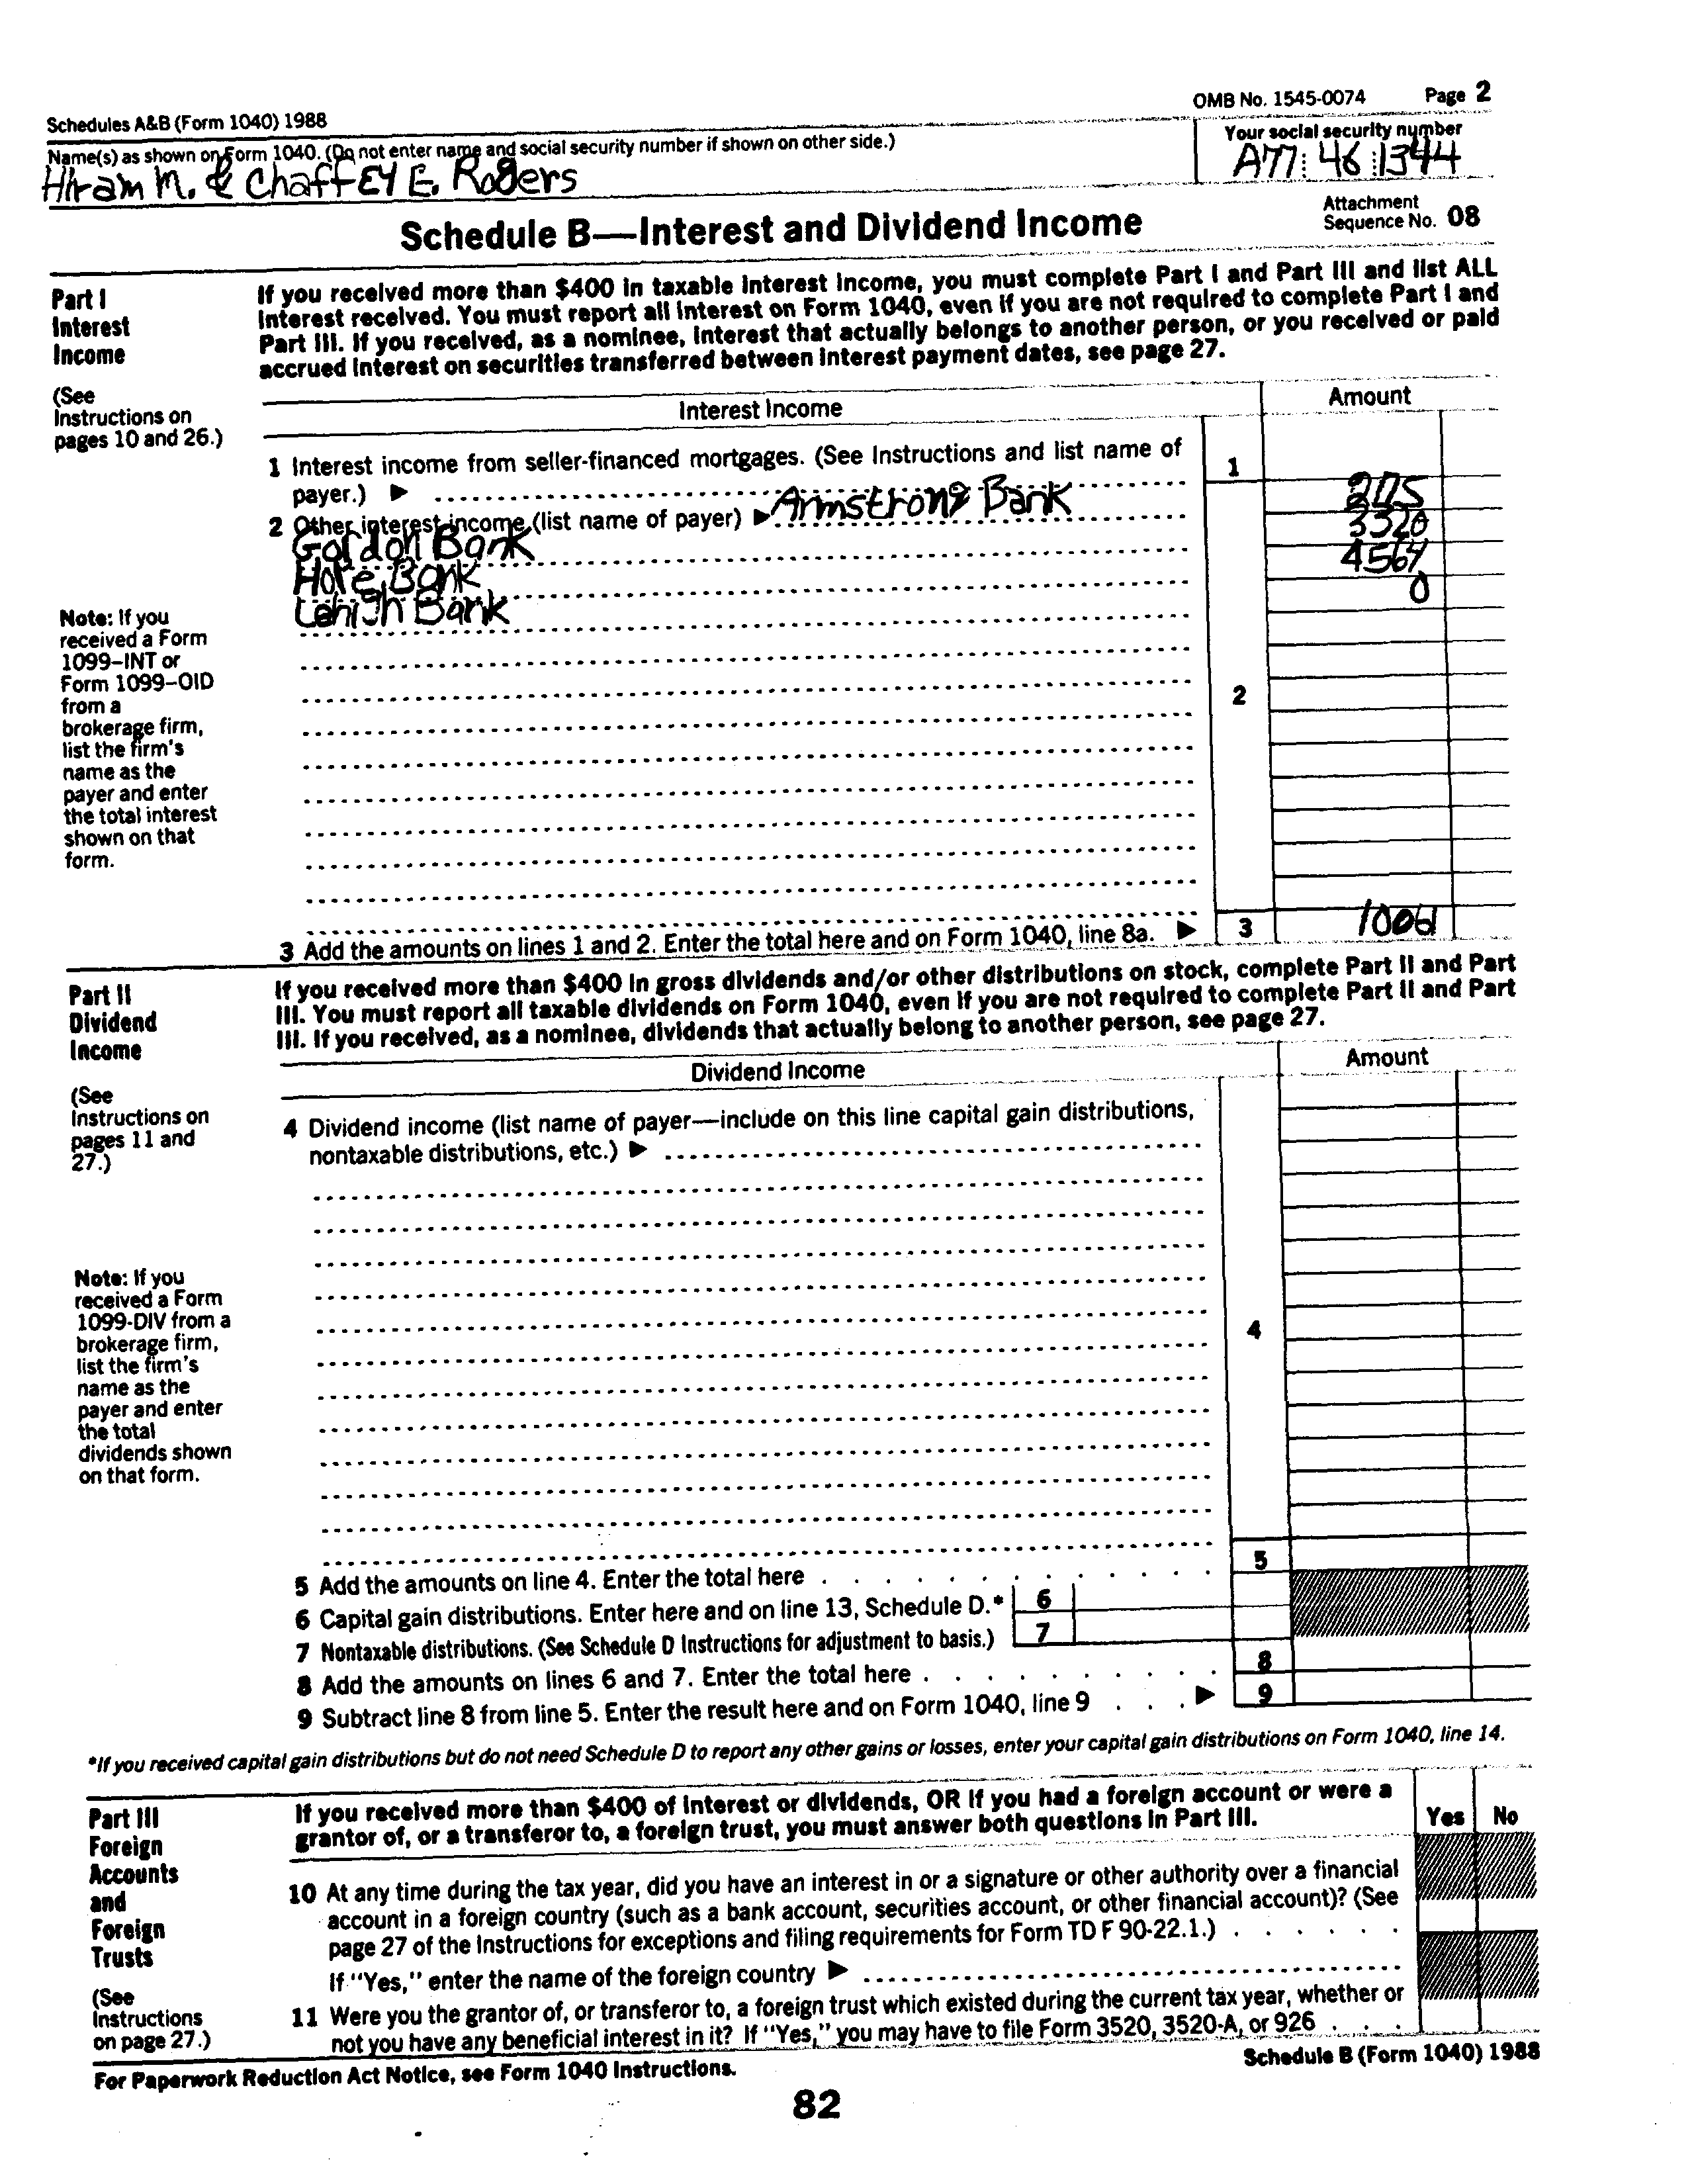 Schedules A&B (Form 1040) 1988
OMB No. 1545-0074 Page 2
Name(s) as shown on Form 1040. (Do not enter name and social security number if shown on other side.)
Your social security number
Hiram M. & Chaffey E. Rogers
A77 46 1344
Schedule B—Interest and Dividend Income
Attachment
Sequence No. 08
Part I
Interest
Income
(See
Instructions on
pages 10 and 26.)
If you received more than $400 in taxable interest income, you must complete Part I and Part III and list ALL
interest received. You must report all interest on Form 1040, even if you are not required to complete Part I and
Part III. If you received, as a nominee, interest that actually belongs to another person, or you received or paid
accrued interest on securities transferred between interest payment dates, see page 27.
Interest Income Amount
1 Interest income from seller-financed mortgages. (See Instructions and list name of
payer.) ▶ 1
2 Other interest income (list name of payer) ▶ Armstrong Bank
Gordon Bank 3320
Bank 4564
Lehigh Bank 0
2
Note: If you
received a Form
1099–INT or
Form 1099–OID
from a
brokerage firm,
list the firm's
name as the
payer and enter
the total interest
shown on that
form.
3 Add the amounts on lines 1 and 2. Enter the total here and on Form 1040, line 8a. ▶ 3
Part II
Dividend
Income
(See
Instructions on
pages 11 and
27.)
If you received more than $400 in gross dividends and/or other distributions on stock, complete Part II and Part
III. You must report all taxable dividends on Form 1040, even if you are not required to complete Part II and Part
III. If you received, as a nominee, dividends that actually belong to another person, see page 27.
Dividend Income Amount
4 Dividend income (list name of payer—include on this line capital gain distributions,
nontaxable distributions, etc.) ▶
4
Note: If you
received a Form
1099-DIV from a
brokerage firm,
list the firm's
name as the
payer and enter
the total
dividends shown
on that form.
5 Add the amounts on line 4. Enter the total here 5
6 Capital gain distributions. Enter here and on line 13, Schedule D.* 6
7 Nontaxable distributions. (See Schedule D Instructions for adjustment to basis.) 7
8 Add the amounts on lines 6 and 7. Enter the total here 8
9 Subtract line 8 from line 5. Enter the result here and on Form 1040, line 9 ▶ 9
*If you received capital gain distributions but do not need Schedule D to report any other gains or losses, enter your capital gain distributions on Form 1040, line 14.
Part III
Foreign
Accounts
and
Foreign
Trusts
(See
Instructions
on page 27.)
If you received more than $400 of interest or dividends, OR if you had a foreign account or were a
grantor of, or a transferor to, a foreign trust, you must answer both questions in Part III.
Yes No
10 At any time during the tax year, did you have an interest in or a signature or other authority over a financial
account in a foreign country (such as a bank account, securities account, or other financial account)? (See
page 27 of the Instructions for exceptions and filing requirements for Form TD F 90-22.1.)
If "Yes," enter the name of the foreign country ▶
11 Were you the grantor of, or transferor to, a foreign trust which existed during the current tax year, whether or
not you have any beneficial interest in it? If "Yes," you may have to file Form 3520, 3520-A, or 926
For Paperwork Reduction Act Notice, see Form 1040 Instructions.
Schedule B (Form 1040) 1988
82